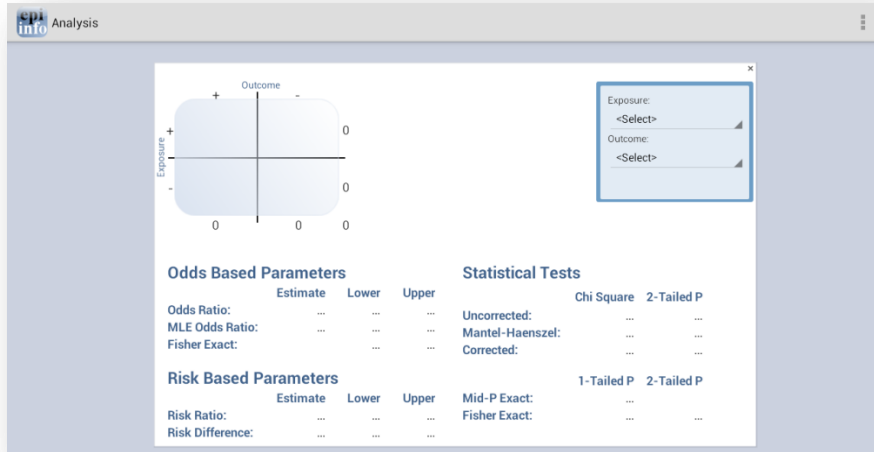 epi
info
Analysis
×
Outcome
+ -
Exposure
+ 0
- 0
0 0 0
Exposure:
<Select>
Outcome:
<Select>
Odds Based Parameters
Estimate Lower Upper
Odds Ratio: ... ... ...
MLE Odds Ratio: ... ... ...
Fisher Exact: ... ...
Statistical Tests
Chi Square 2-Tailed P
Uncorrected: ... ...
Mantel-Haenszel: ... ...
Corrected: ... ...
Risk Based Parameters
Estimate Lower Upper
Risk Ratio: ... ... ...
Risk Difference: ... ... ...
1-Tailed P 2-Tailed P
Mid-P Exact: ...
Fisher Exact: ... ...